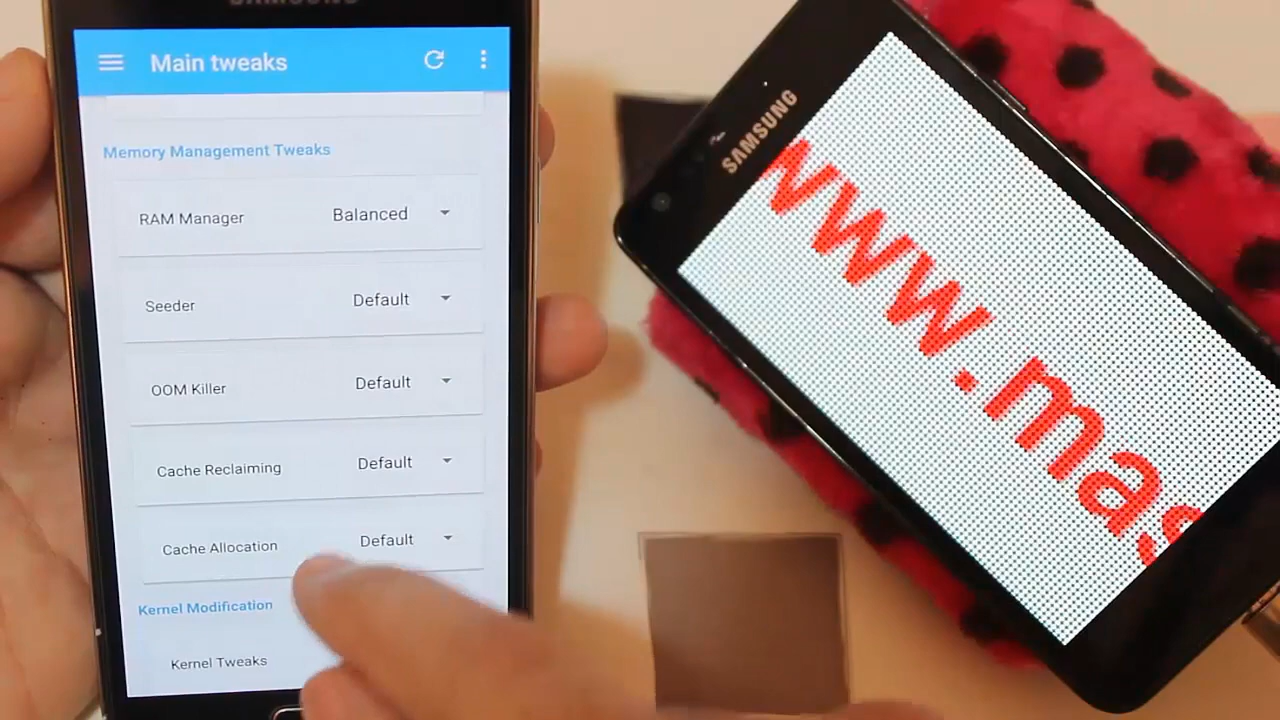 SAMSUNG
Main tweaks
Memory Management Tweaks
RAM Manager Balanced
Seeder Default
OOM Killer Default
Cache Reclaiming Default
Cache Allocation Default
Kernel Modification
Kernel Tweaks
SAMSUNG
www.mas